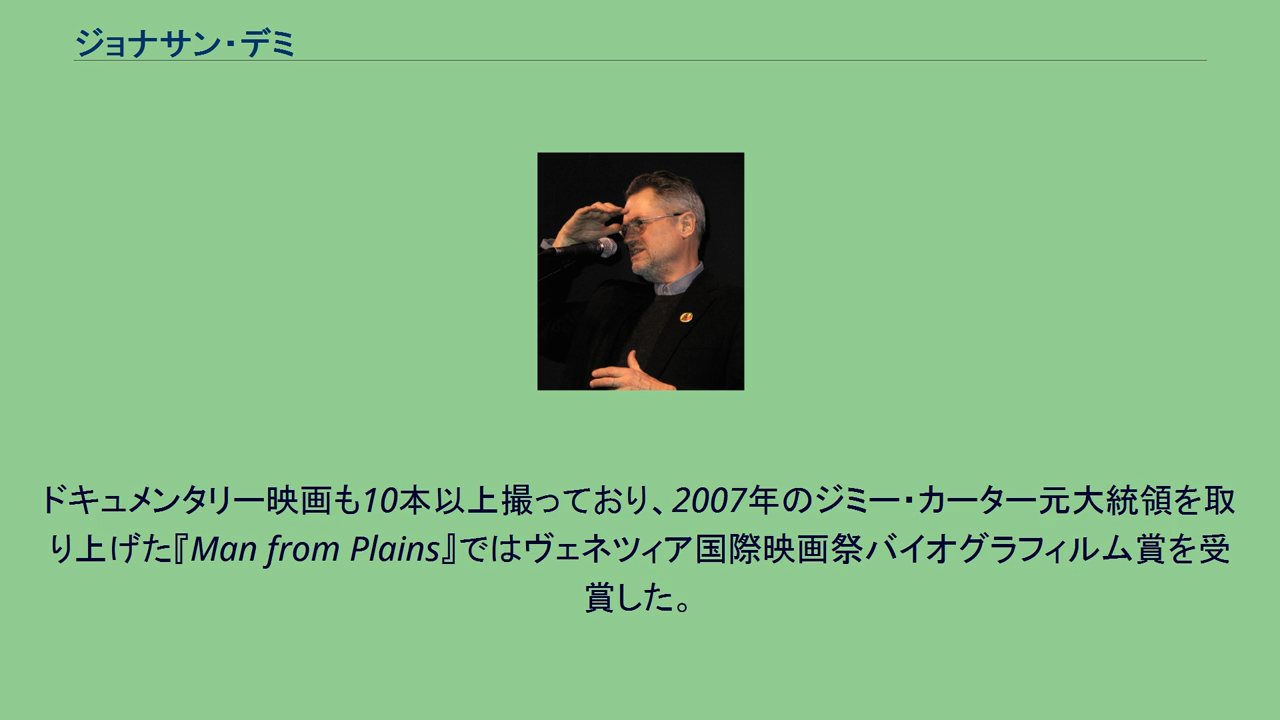 ジョナサン・デミ
ドキュメンタリー映画も10本以上撮っており、2007年のジミー・カーター元大統領を取
り上げた『Man from Plains』ではヴェネツィア国際映画祭バイオグラフィルム賞を受
賞した。